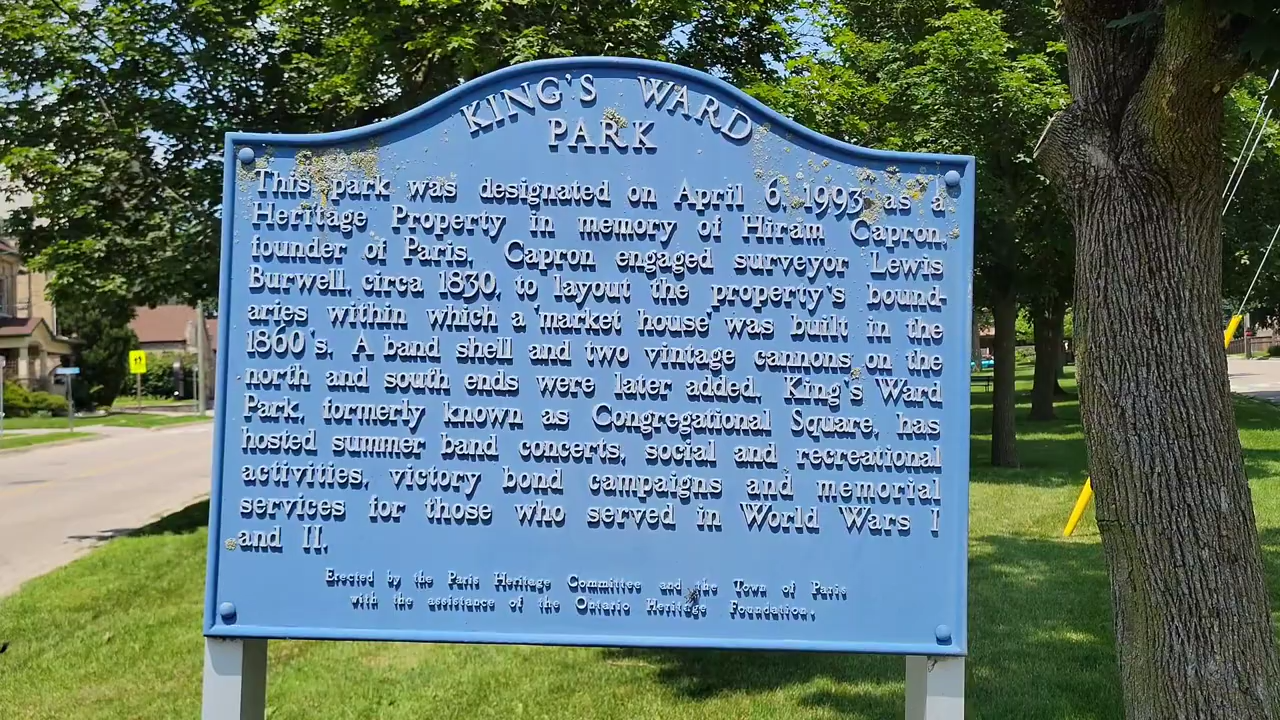 KING'S WARD
PARK
This park was designated on April 6, 1993 as a
Heritage Property in memory of Hiram Capron,
founder of Paris. Capron engaged surveyor Lewis
Burwell, circa 1830, to layout the property's bound-
aries within which a 'market house' was built in the
1860's. A band shell and two vintage cannons on the
north and south ends were later added. King's Ward
Park, formerly known as Congregational Square, has
hosted summer band concerts, social and recreational
activities, victory bond campaigns and memorial
services for those who served in World Wars I
and II.
Erected by the Paris Heritage Committee and the Town of Paris
with the assistance of the Ontario Heritage Foundation.